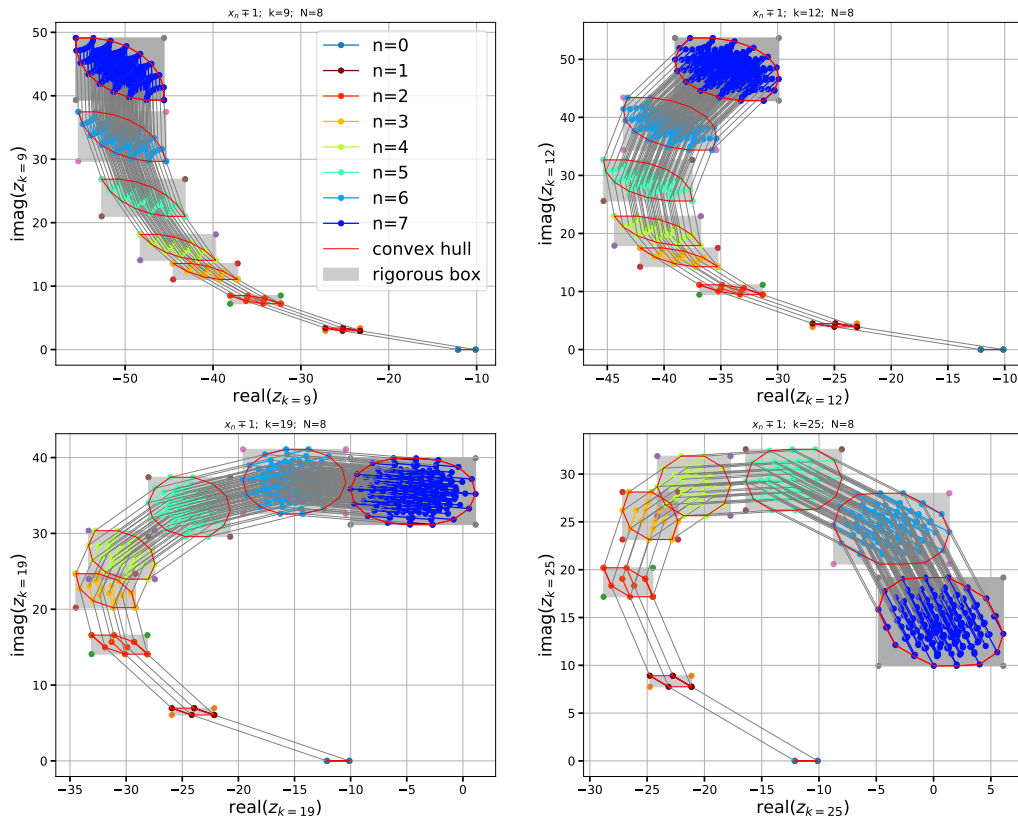 xₙ ∓ 1; k=9; N=8
imag(z_{k=9})
50
40
30
20
10
0
n=0
n=1
n=2
n=3
n=4
n=5
n=6
n=7
convex hull
rigorous box
−50
−40
−30
−20
−10
real(z_{k=9})
xₙ ∓ 1; k=12; N=8
imag(z_{k=12})
50
40
30
20
10
0
−45
−40
−35
−30
−25
−20
−15
−10
real(z_{k=12})
xₙ ∓ 1; k=19; N=8
imag(z_{k=19})
40
30
20
10
0
−35
−30
−25
−20
−15
−10
−5
0
real(z_{k=19})
xₙ ∓ 1; k=25; N=8
imag(z_{k=25})
30
25
20
15
10
5
0
−30
−25
−20
−15
−10
−5
0
5
real(z_{k=25})